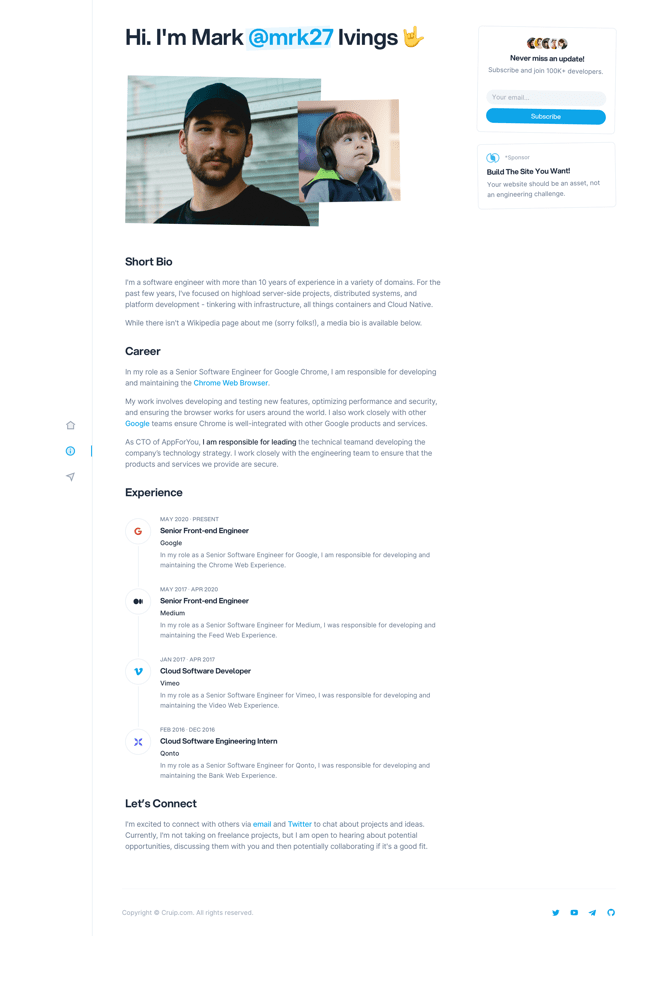 Hi. I'm Mark @mrk27 Ivings 🤘
Never miss an update!
Subscribe and join 100K+ developers.
Your email...
Subscribe
*Sponsor
Build The Site You Want!
Your website should be an asset, not
an engineering challenge.
Short Bio
I'm a software engineer with more than 10 years of experience in a variety of domains. For the
past few years, I've focused on highload server-side projects, distributed systems, and
platform development - tinkering with infrastructure, all things containers and Cloud Native.
While there isn't a Wikipedia page about me (sorry folks!), a media bio is available below.
Career
In my role as a Senior Software Engineer for Google Chrome, I am responsible for developing
and maintaining the Chrome Web Browser.
My work involves developing and testing new features, optimizing performance and security,
and ensuring the browser works for users around the world. I also work closely with other
Google teams ensure Chrome is well-integrated with other Google products and services.
As CTO of AppForYou, I am responsible for leading the technical teamand developing the
company's technology strategy. I work closely with the engineering team to ensure that the
products and services we provide are secure.
Experience
MAY 2020 · PRESENT
Senior Front-end Engineer
Google
In my role as a Senior Software Engineer for Google, I am responsible for developing and
maintaining the Chrome Web Experience.
MAY 2017 · APR 2020
Senior Front-end Engineer
Medium
In my role as a Senior Software Engineer for Medium, I was responsible for developing and
maintaining the Feed Web Experience.
JAN 2017 · APR 2017
Cloud Software Developer
Vimeo
In my role as a Senior Software Engineer for Vimeo, I was responsible for developing and
maintaining the Video Web Experience.
FEB 2016 · DEC 2016
Cloud Software Engineering Intern
Qonto
In my role as a Senior Software Engineer for Qonto, I was responsible for developing and
maintaining the Bank Web Experience.
Let's Connect
I'm excited to connect with others via email and Twitter to chat about projects and ideas.
Currently, I'm not taking on freelance projects, but I am open to hearing about potential
opportunities, discussing them with you and then potentially collaborating if it's a good fit.
Copyright © Cruip.com. All rights reserved.